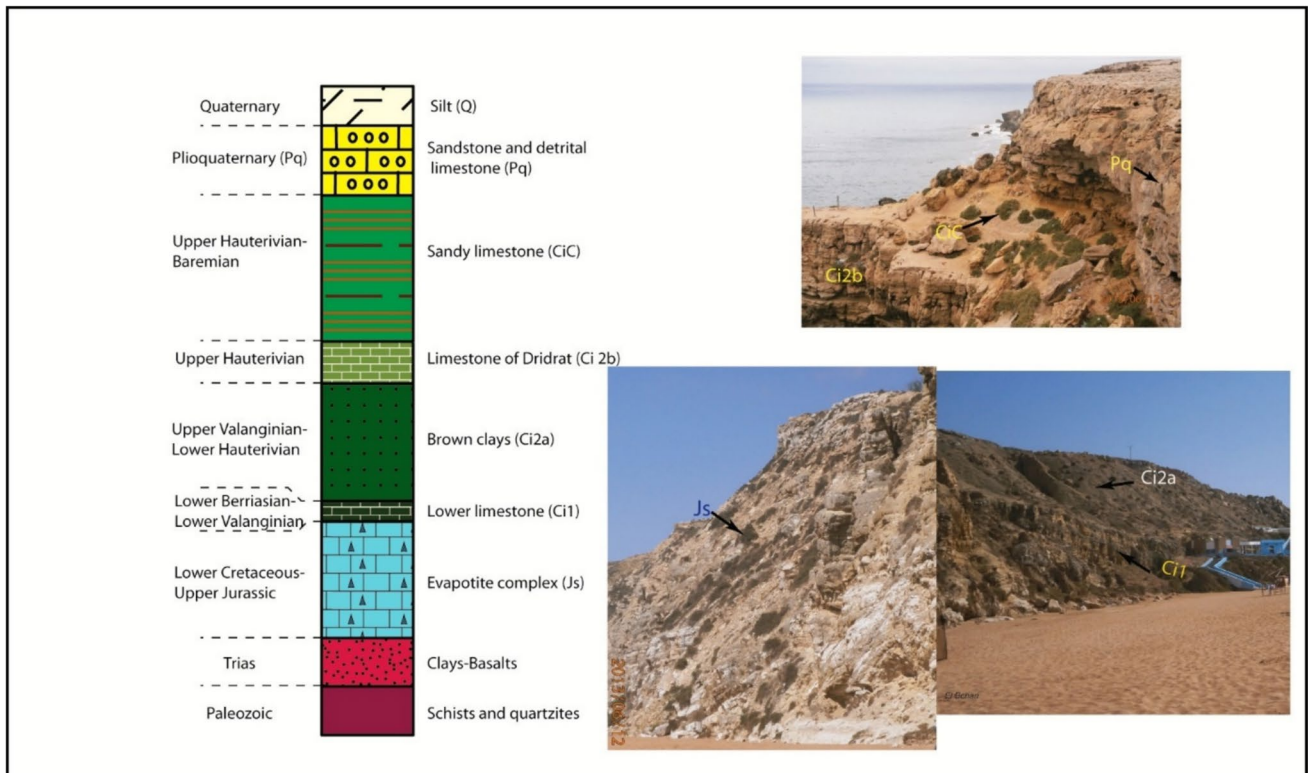 Quaternary
Silt (Q)
Plioquaternary (Pq)
Sandstone and detrital
limestone (Pq)
Upper Hauterivian-
Baremian
Sandy limestone (CiC)
Upper Hauterivian
Limestone of Dridrat (Ci 2b)
Upper Valanginian-
Lower Hauterivian
Brown clays (Ci2a)
Lower Berriasian-
Lower Valanginian
Lower limestone (Ci1)
Lower Cretaceous-
Upper Jurassic
Evapotite complex (Js)
Trias
Clays-Basalts
Paleozoic
Schists and quartzites
Pq
CiC
Ci2b
Js
Ci2a
Ci1